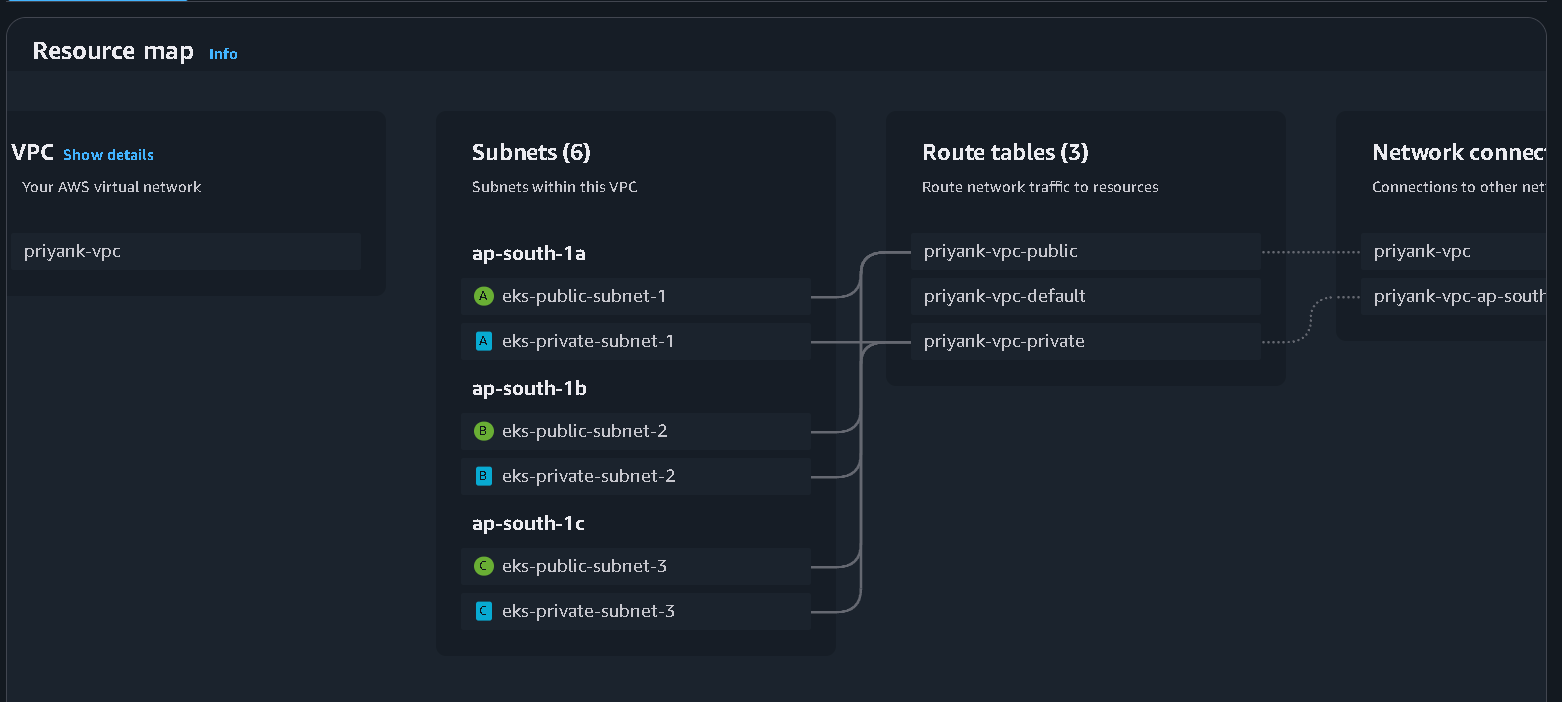 Resource map Info
VPC Show details
Your AWS virtual network
priyank-vpc
Subnets (6)
Subnets within this VPC
ap-south-1a
A eks-public-subnet-1
A eks-private-subnet-1
ap-south-1b
B eks-public-subnet-2
B eks-private-subnet-2
ap-south-1c
C eks-public-subnet-3
C eks-private-subnet-3
Route tables (3)
Route network traffic to resources
priyank-vpc-public
priyank-vpc-default
priyank-vpc-private
Network connec
Connections to other net
priyank-vpc
priyank-vpc-ap-south